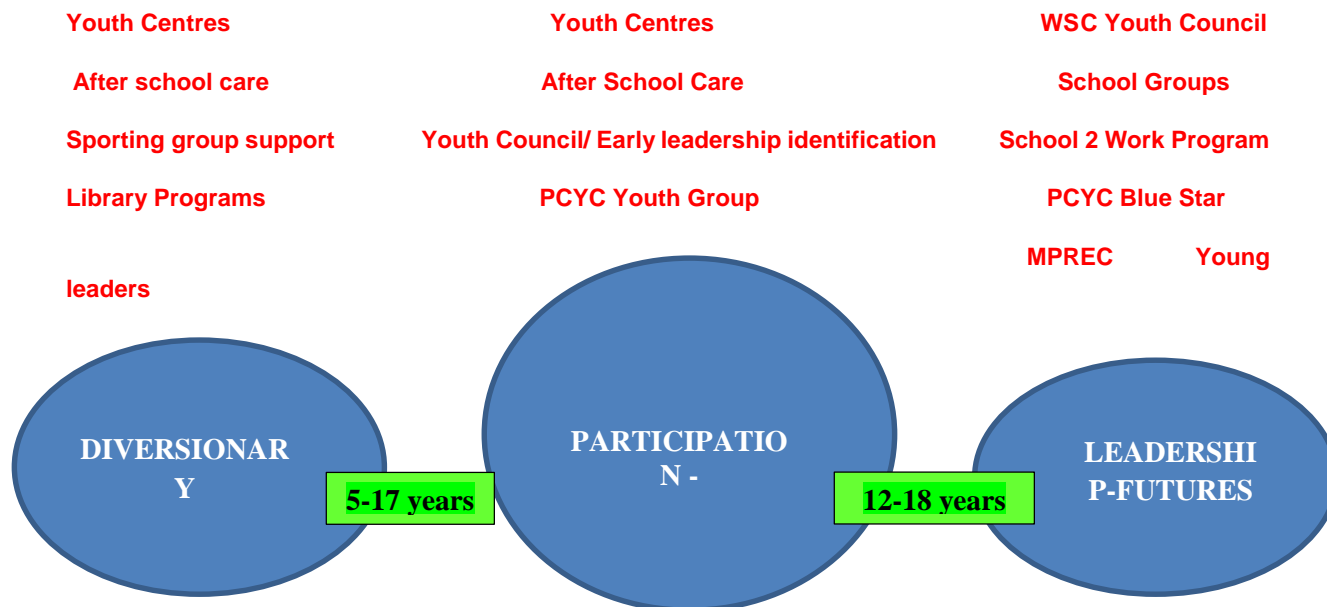 Youth Centres Youth Centres WSC Youth Council
After school care After School Care School Groups
Sporting group support Youth Council/ Early leadership identification School 2 Work Program
Library Programs PCYC Youth Group PCYC Blue Star
MPREC Young
leaders
DIVERSIONAR
Y
5-17 years
PARTICIPATIO
N -
12-18 years
LEADERSHI
P-FUTURES